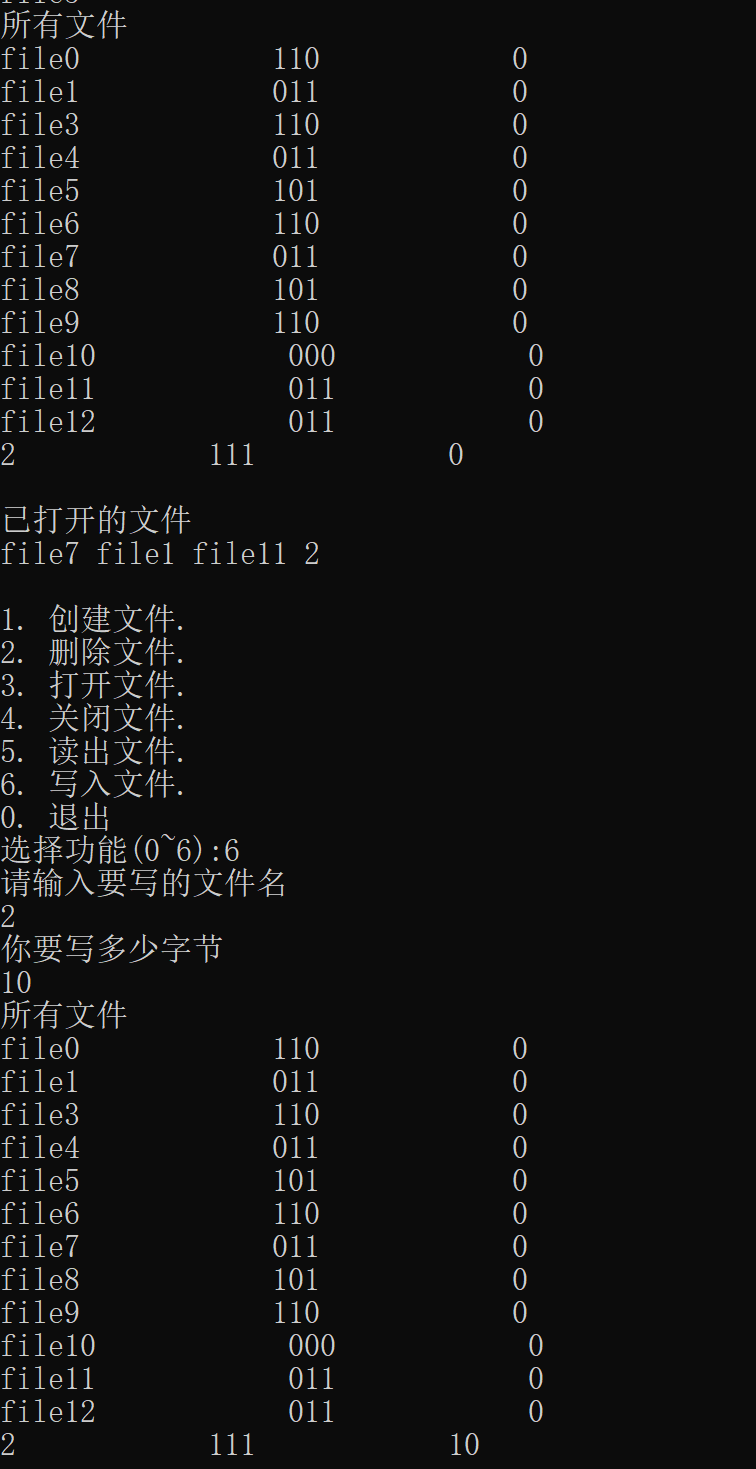 所有文件
file0 110 0
file1 011 0
file3 110 0
file4 011 0
file5 101 0
file6 110 0
file7 011 0
file8 101 0
file9 110 0
file10 000 0
file11 011 0
file12 011 0
2 111 0
已打开的文件
file7 file1 file11 2
1. 创建文件.
2. 删除文件.
3. 打开文件.
4. 关闭文件.
5. 读出文件.
6. 写入文件.
0. 退出
选择功能(0~6):6
请输入要写的文件名
2
你要写多少字节
10
所有文件
file0 110 0
file1 011 0
file3 110 0
file4 011 0
file5 101 0
file6 110 0
file7 011 0
file8 101 0
file9 110 0
file10 000 0
file11 011 0
file12 011 0
2 111 10